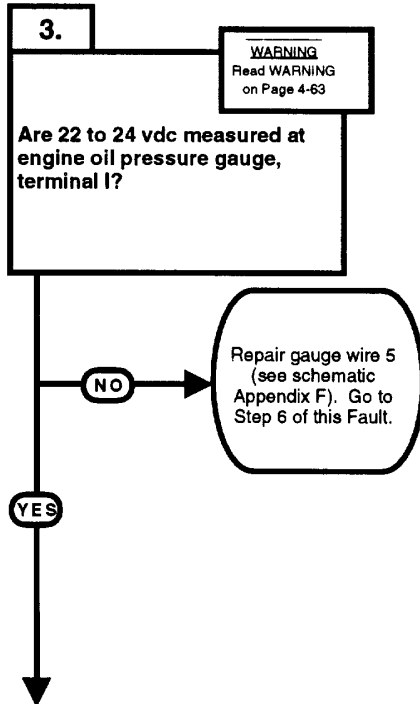 3.
WARNING
Read WARNING
on Page 4-63
Are 22 to 24 vdc measured at
engine oil pressure gauge,
terminal I?
NO
Repair gauge wire 5
(see schematic
Appendix F). Go to
Step 6 of this Fault.
YES